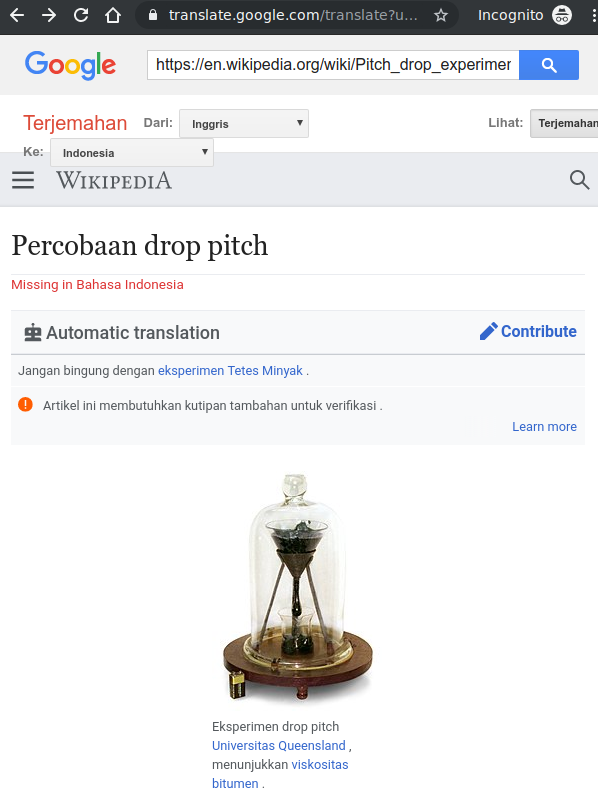 translate.google.com/translate?u...
Incognito
Google
https://en.wikipedia.org/wiki/Pitch_drop_experimen
Terjemahan Dari: Inggris Lihat: Terjemahan
Ke: Indonesia
WIKIPEDIA
Percobaan drop pitch
Missing in Bahasa Indonesia
Automatic translation Contribute
Jangan bingung dengan eksperimen Tetes Minyak .
Artikel ini membutuhkan kutipan tambahan untuk verifikasi .
Learn more
Eksperimen drop pitch
Universitas Queensland ,
menunjukkan viskositas
bitumen .